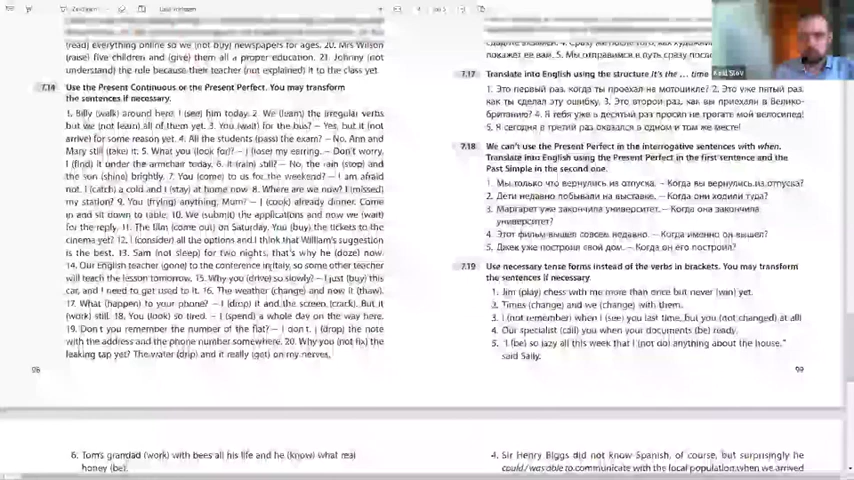 (read) everything online so we (not buy) newspapers for ages. 20. Mrs Wilson
(raise) five children and (give) them all a proper education. 21. Johnny (not
understand) the rule because their teacher (not explained) it to the class yet.
7.14 Use the Present Continuous or the Present Perfect. You may transform
the sentences if necessary.
1. Billy (walk) around here. I (see) him today. 2. We (learn) the irregular verbs
but we (not learn) all of them yet. 3. You (wait) for the bus? – Yes, but it (not
arrive) for some reason yet. 4. All the students (pass) the exam? – No, Ann and
Mary still (take) it. 5. What you (look for)? – I (lose) my earring. – Don't worry,
I (find) it under the armchair today. 6. It (rain) still? – No, the rain (stop) and
the sun (shine) brightly. 7. You (come) to us for the weekend? – I am afraid
not. I (catch) a cold and I (stay) at home now. 8. Where are we now? I (missed)
my station? 9. You (frying) anything, Mum? – I (cook) already dinner. Come
in and sit down to table. 10. We (submit) the applications and now we (wait)
for the reply. 11. The film (come out) on Saturday. You (buy) the tickets to the
cinema yet? 12. I (consider) all the options and I think that William's suggestion
is the best. 13. Sam (not sleep) for two nights, that's why he (doze) now.
14. Our English teacher (gone) to the conference in Italy, so some other teacher
will teach the lesson tomorrow. 15. Why you (drive) so slowly? – I just (buy) this
car, and I need to get used to it. 16. The weather (change) and now it (thaw).
17. What (happen) to your phone? – I (drop) it and the screen (crack). But it
(work) still. 18. You (look) so tired. – I (spend) a whole day on the way here.
19. Don't you remember the number of the flat? – I don't. I (drop) the note
with the address and the phone number somewhere. 20. Why you (not fix) the
leaking tap yet? The water (drip) and it really (get) on my nerves.
98
покажет ее вам. 5. Мы отправимся в путь сразу
7.17 Translate into English using the structure It's the ... time
1. Это первый раз, когда ты проехал на мотоцикле? 2. Это уже пятый раз,
как ты сделал эту ошибку. 3. Это второй раз, как вы приехали в Велико-
британию? 4. Я тебя уже в десятый раз просил не трогать мой велосипед!
5. Я сегодня в третий раз оказался в одном и том же месте!
7.18 We can't use the Present Perfect in the interrogative sentences with when.
Translate into English using the Present Perfect in the first sentence and the
Past Simple in the second one.
1. Мы только что вернулись из отпуска. – Когда вы вернулись из отпуска?
2. Дети недавно побывали на выставке. – Когда они ходили туда?
3. Маргарет уже закончила университет. – Когда она закончила
университет?
4. Этот фильм вышел совсем недавно. – Когда именно он вышел?
5. Джек уже построил свой дом. – Когда он его построил?
7.19 Use necessary tense forms instead of the verbs in brackets. You may transform
the sentences if necessary.
1. Jim (play) chess with me more than once but never (win) yet.
2. Times (change) and we (change) with them.
3. I (not remember) when I (see) you last time, but you (not changed) at all!
4. Our specialist (call) you when your documents (be) ready.
5. "I (be) so lazy all this week that I (not do) anything about the house,"
said Sally.
99
6. Tom's grandad (work) with bees all his life and he (know) what real
honey (be).
4. Sir Henry Biggs did not know Spanish, of course, but surprisingly he
could / was able to communicate with the local population when we arrived